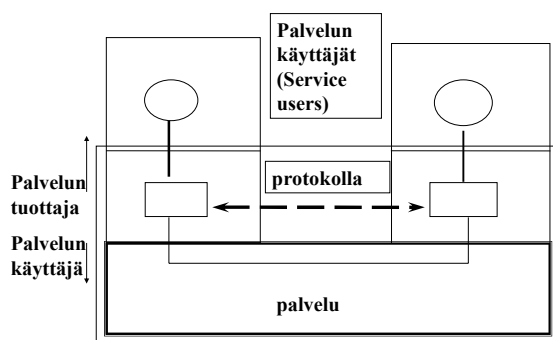 Palvelun
käyttäjät
(Service
users)
Palvelun
tuottaja
protokolla
Palvelun
käyttäjä
palvelu